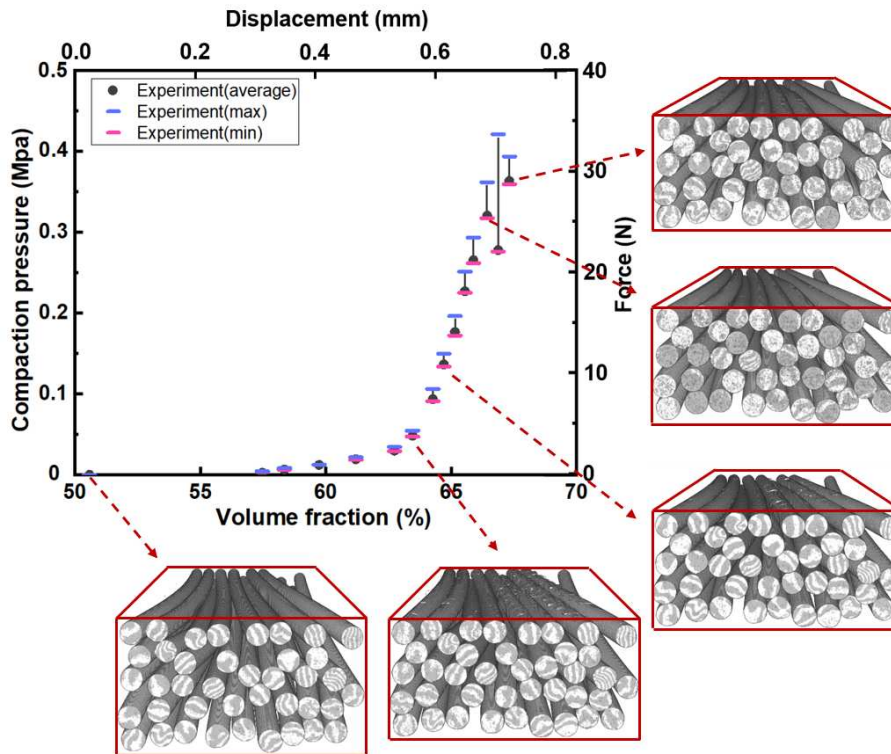 Displacement (mm)
0.0 0.2 0.4 0.6 0.8
0.5 40
Experiment(average)
Experiment(max)
Experiment(min)
0.4
30
0.3
Compaction pressure (Mpa)
Force (N)
20
0.2
10
0.1
0 0
50 55 60 65 70
Volume fraction (%)